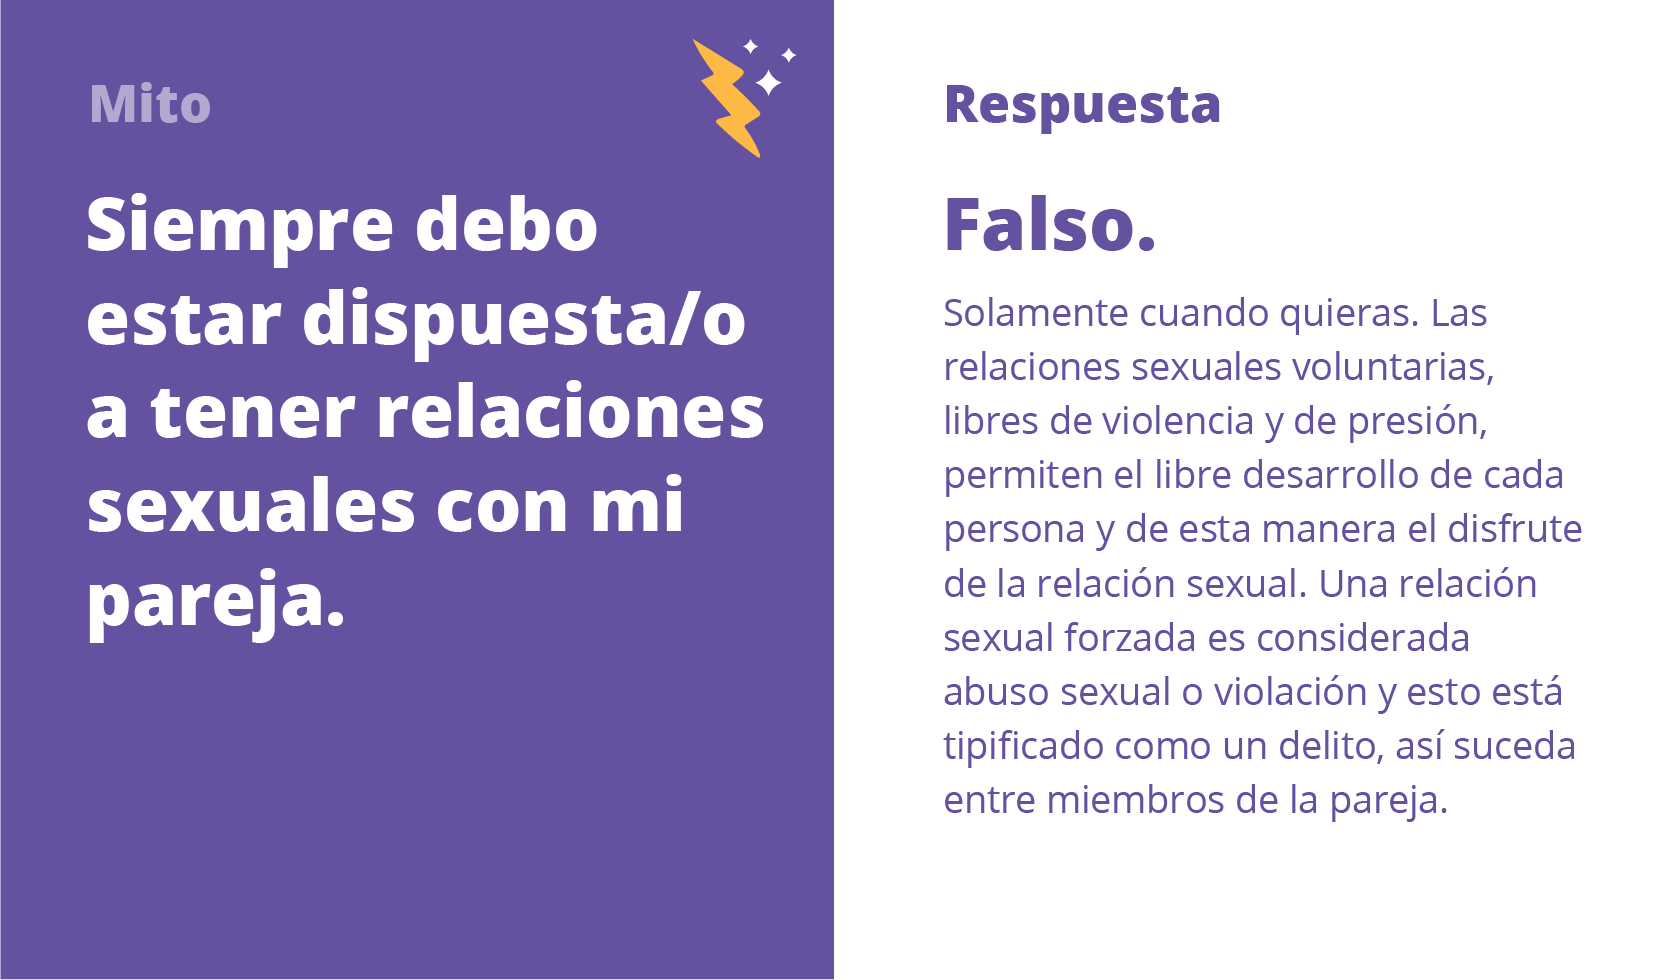 Mito
Siempre debo
estar dispuesta/o
a tener relaciones
sexuales con mi
pareja.
Respuesta
Falso.
Solamente cuando quieras. Las
relaciones sexuales voluntarias,
libres de violencia y de presión,
permiten el libre desarrollo de cada
persona y de esta manera el disfrute
de la relación sexual. Una relación
sexual forzada es considerada
abuso sexual o violación y esto está
tipificado como un delito, así suceda
entre miembros de la pareja.